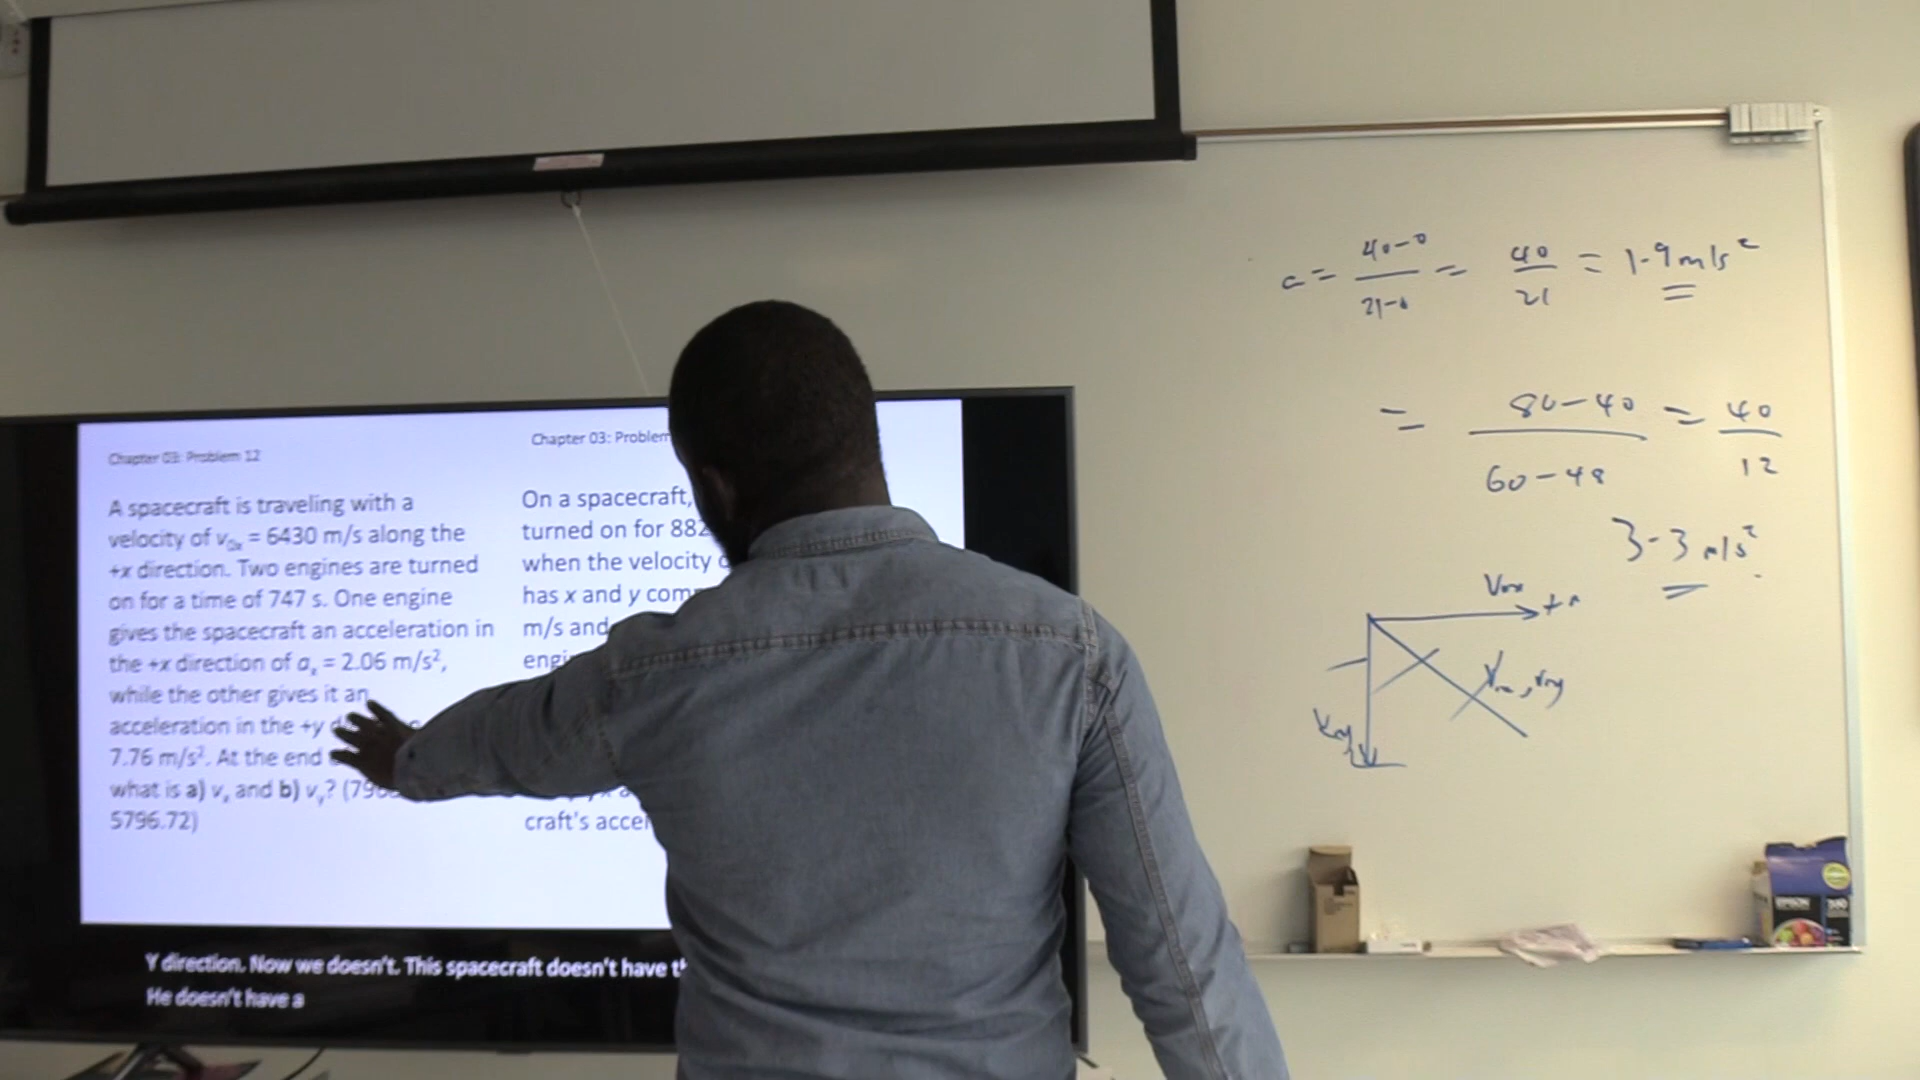 Chapter 03: Problem 12
A spacecraft is traveling with a
velocity of v0x = 6430 m/s along the
+x direction. Two engines are turned
on for a time of 747 s. One engine
gives the spacecraft an acceleration in
the +x direction of ax = 2.06 m/s²,
while the other gives it an
acceleration in the +y
7.76 m/s². At the end
what is a) vx and b) vy? (79
5796.72)
Chapter 03: Problem
On a spacecraft,
turned on for 882
when the velocity
has x and y com
m/s and
engi
craft's accel
Y direction. Now we doesn't. This spacecraft doesn't have th
He doesn't have a
a = 40-0 / 21-0 = 40 / 21 = 1.9 m/s²
= 80-40 / 60-48 = 40 / 12
3.3 m/s²
EPSON